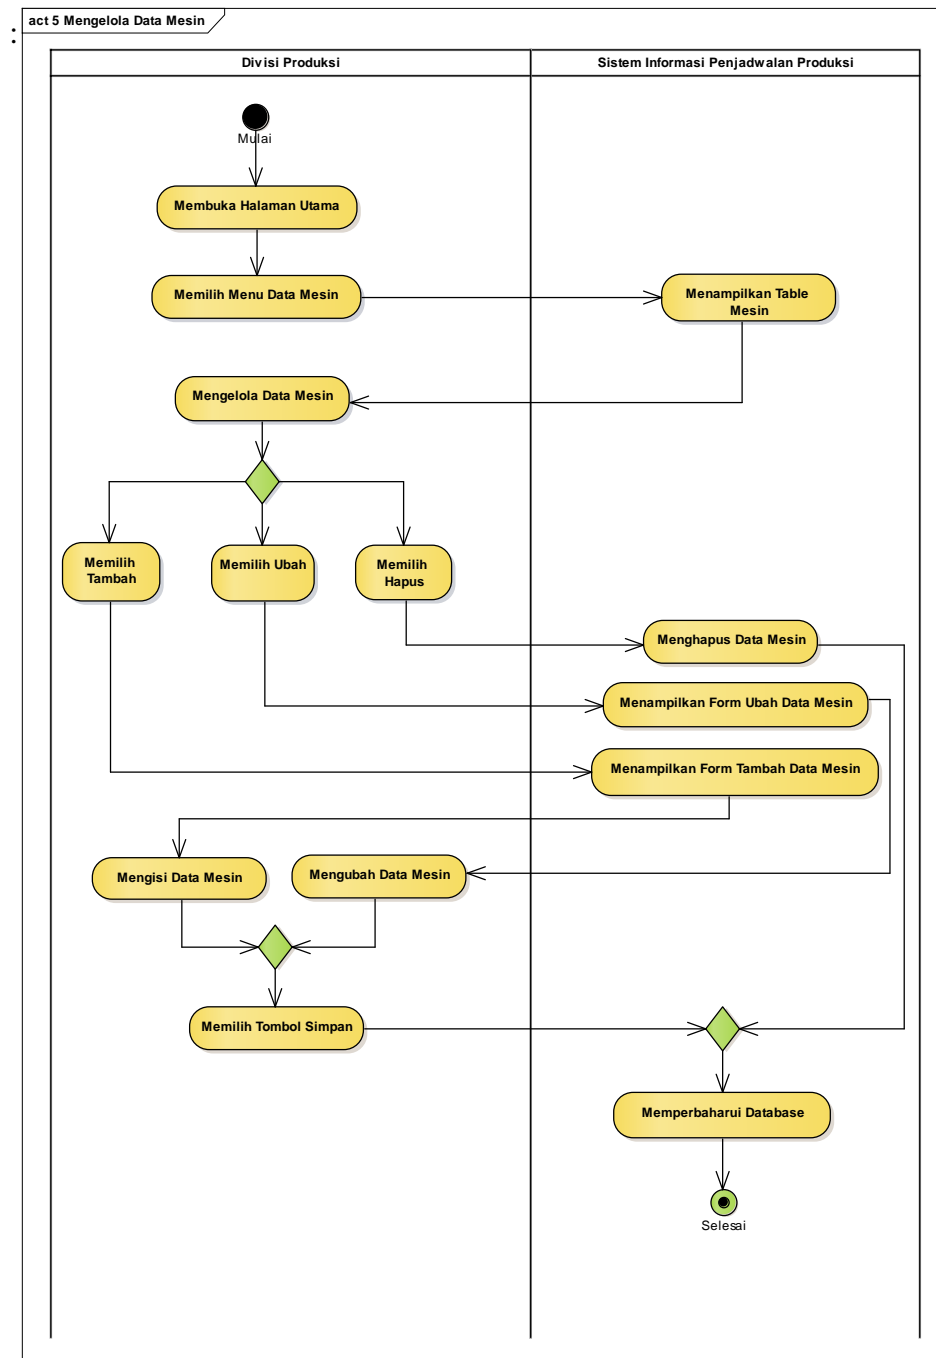 act 5 Mengelola Data Mesin
:
Divisi Produksi
Sistem Informasi Penjadwalan Produksi
Mulai
Membuka Halaman Utama
Memilih Menu Data Mesin
Menampilkan Table
Mesin
Mengelola Data Mesin
Memilih
Tambah
Memilih Ubah
Memilih
Hapus
Menghapus Data Mesin
Menampilkan Form Ubah Data Mesin
Menampilkan Form Tambah Data Mesin
Mengisi Data Mesin
Mengubah Data Mesin
Memilih Tombol Simpan
Memperbaharui Database
Selesai